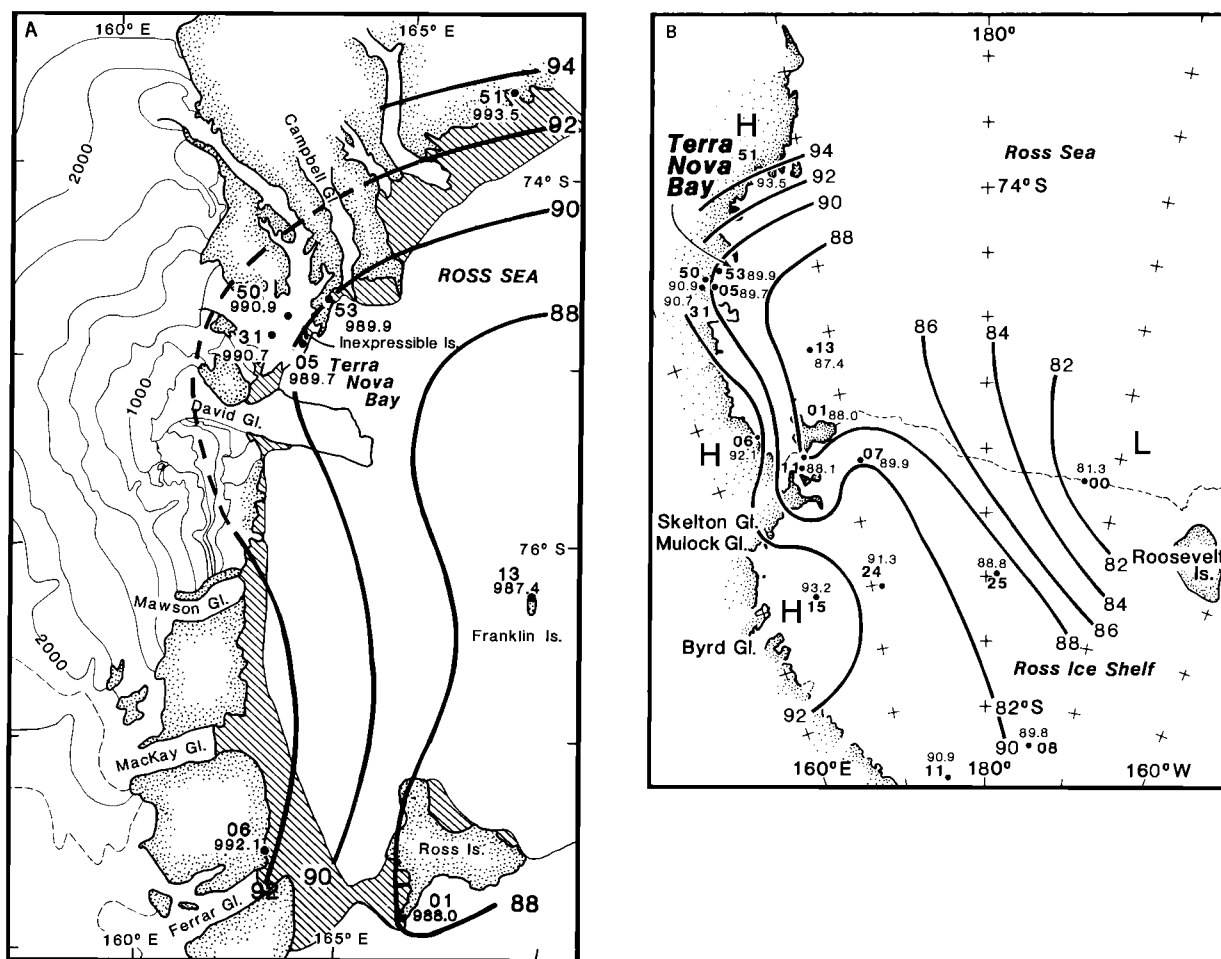 A
160° E
165° E
94
51
993.5
92
2000
Campbell Gl.
74° S
90
ROSS SEA
50
990.9
53
989.9
88
31
990.7
Inexpressible Is.
05
989.7
Terra
Nova
Bay
1000
David Gl.
76° S
13
987.4
Mawson Gl.
Franklin Is.
2000
MacKay Gl.
06
992.1
Ross Is.
90
92
01
988.0
88
Ferrar Gl.
160° E
165° E
B
180°
H
Terra
Nova
Bay
51
93.5
94
92
90
88
Ross Sea
74° S
50
90.9
90.7
31
53 89.9
05 89.7
13
87.4
86
84
82
01 88.0
06
92.1
H
11 88.1
07
89.9
L
81.3
00
Skelton Gl.
Mulock Gl.
91.3
24
88.8
25
Roosevelt
Is.
82
84
86
88
93.2
15
H
Byrd Gl.
Ross Ice Shelf
92
82° S
90
89.8
08
90.9
11
160° E
180°
160° W